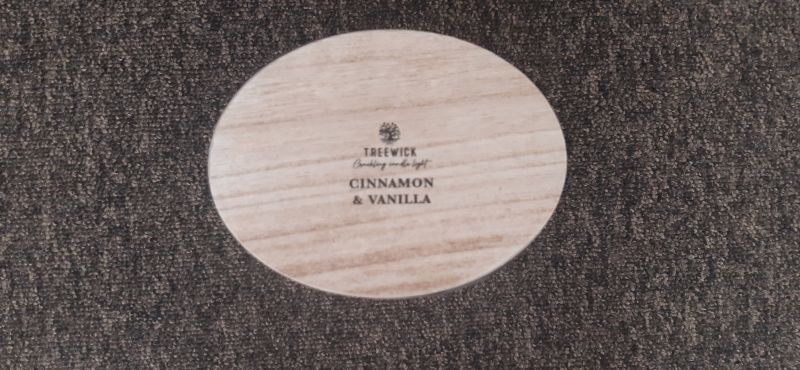 TREEWICK
Crackling candle light
CINNAMON
& VANILLA